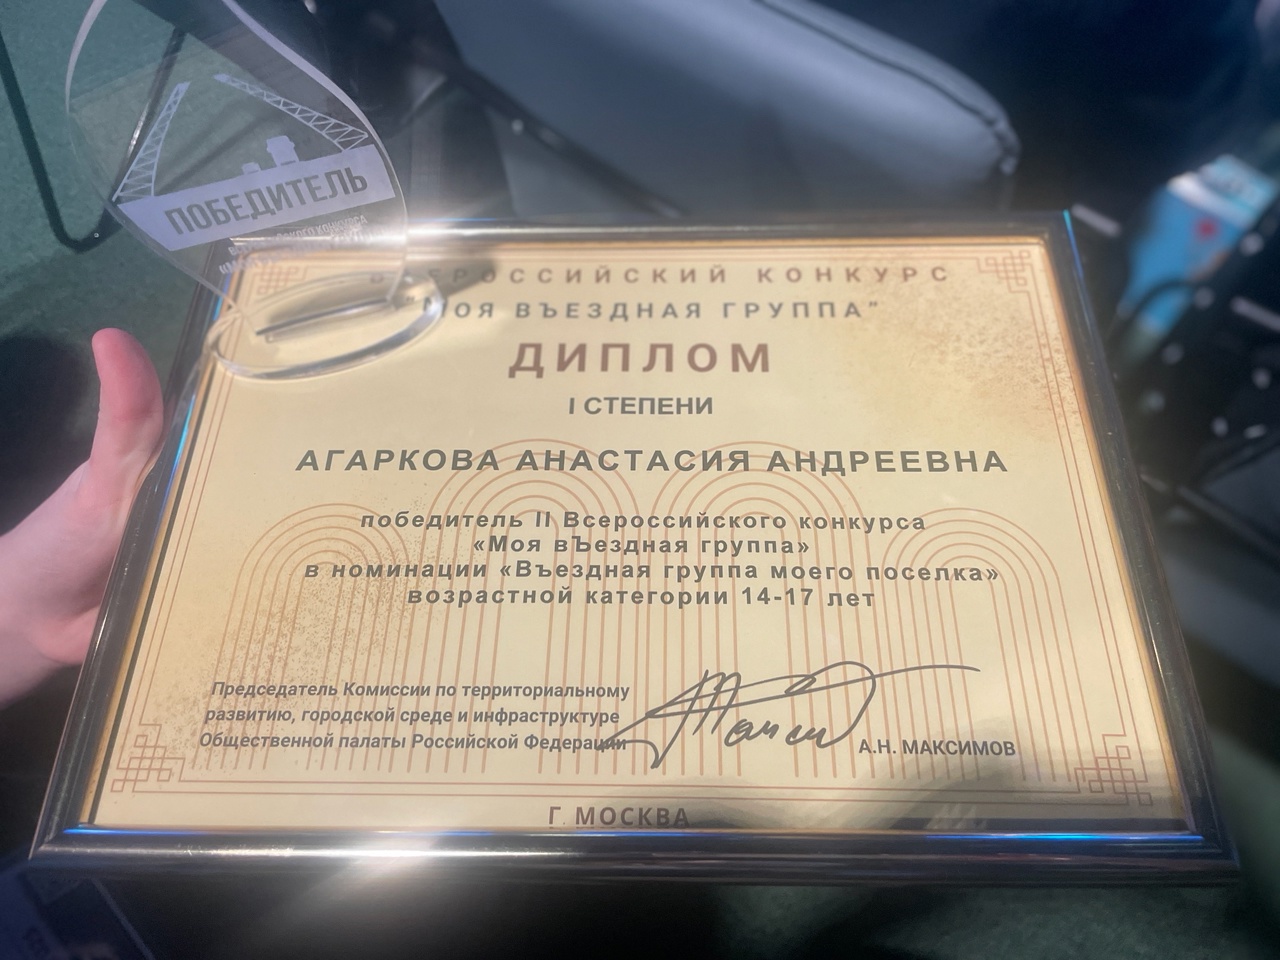 ПОБЕДИТЕЛЬ
КОНКУРСА
ВСЕРОССИЙСКИЙ КОНКУРС
"МОЯ ВЪЕЗДНАЯ ГРУППА"
ДИПЛОМ
I СТЕПЕНИ
АГАРКОВА АНАСТАСИЯ АНДРЕЕВНА
победитель II Всероссийского конкурса
«Моя вЪездная группа»
в номинации «Въездная группа моего поселка»
возрастной категории 14-17 лет
Председатель Комиссии по территориальному
развитию, городской среде и инфраструктуре
Общественной палаты Российской Федерации
А.Н. МАКСИМОВ
Г. МОСКВА